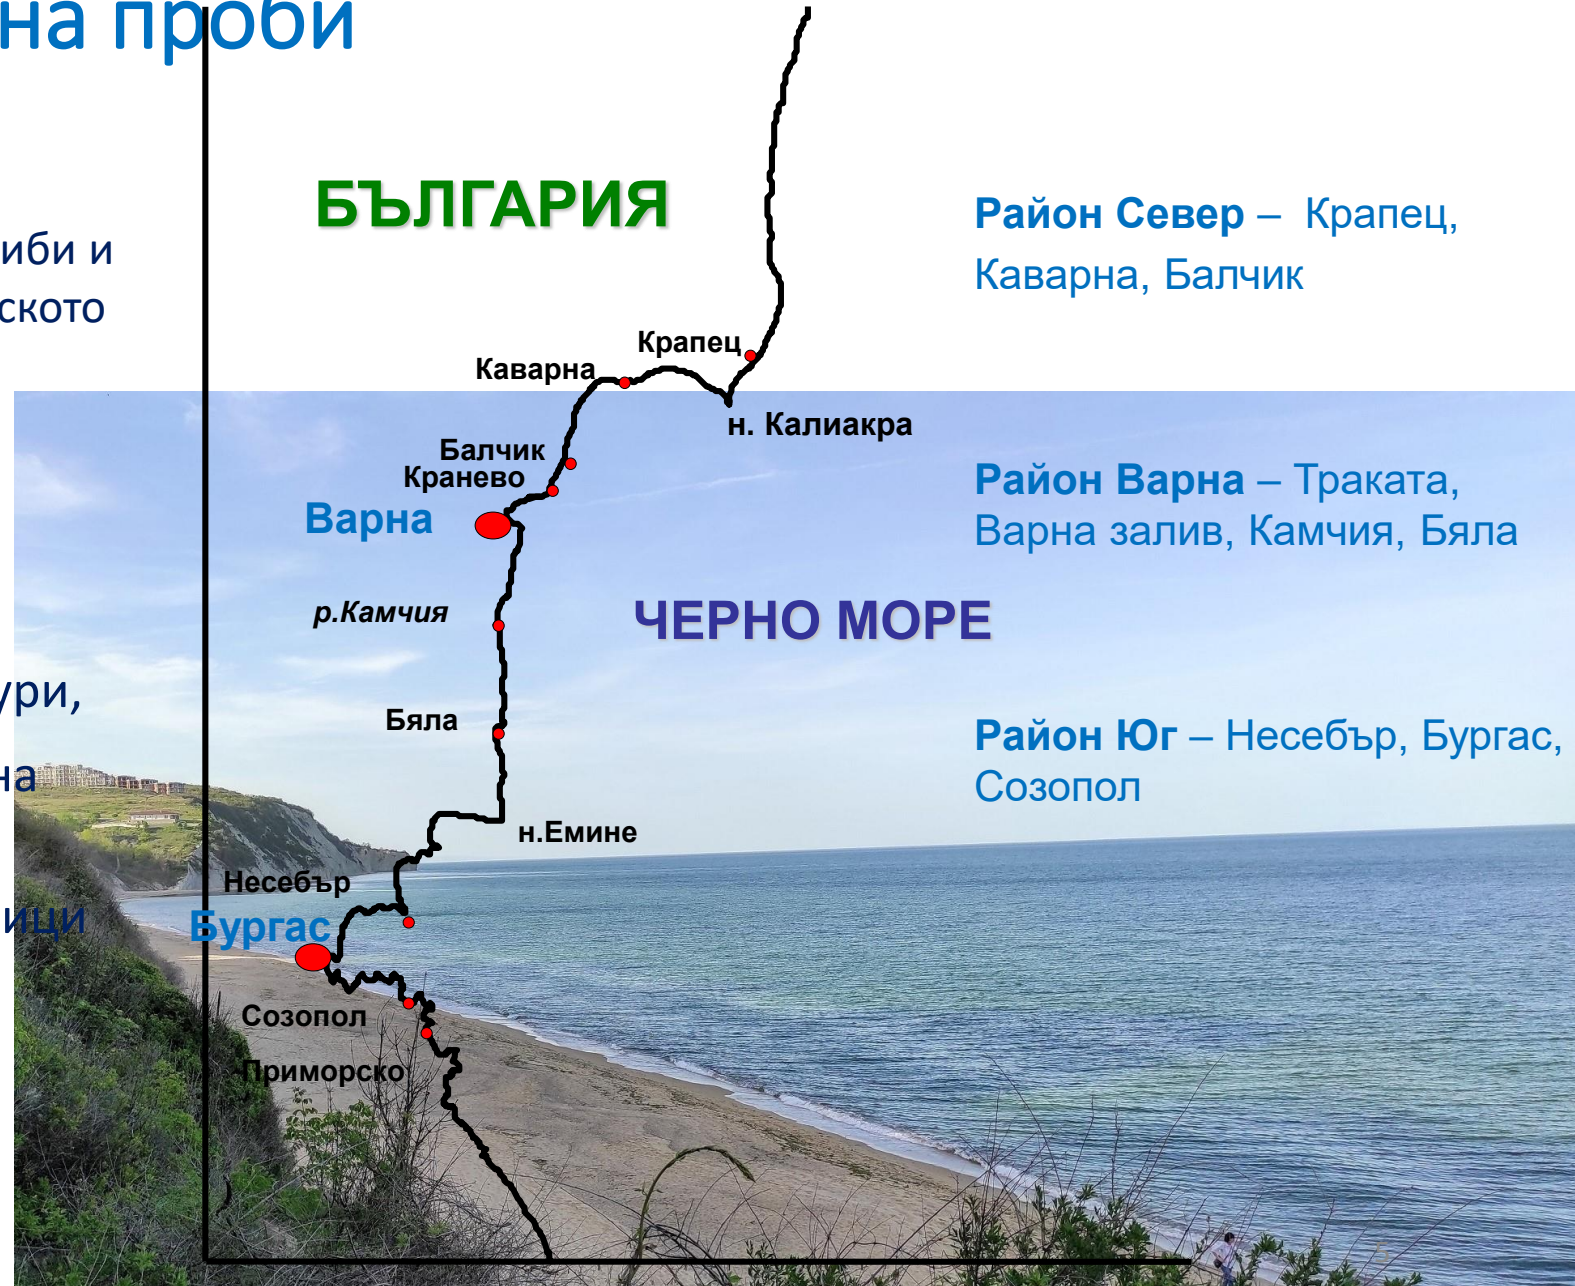 на проби
БЪЛГАРИЯ
иби и
ското
ури,
на
ици
Крапец
Каварна
н. Калиакра
Балчик
Кранево
Варна
р.Камчия
ЧЕРНО МОРЕ
Бяла
н.Емине
Несебър
Бургас
Созопол
Приморско
Район Север – Крапец,
Каварна, Балчик
Район Варна – Траката,
Варна залив, Камчия, Бяла
Район Юг – Несебър, Бургас,
Созопол